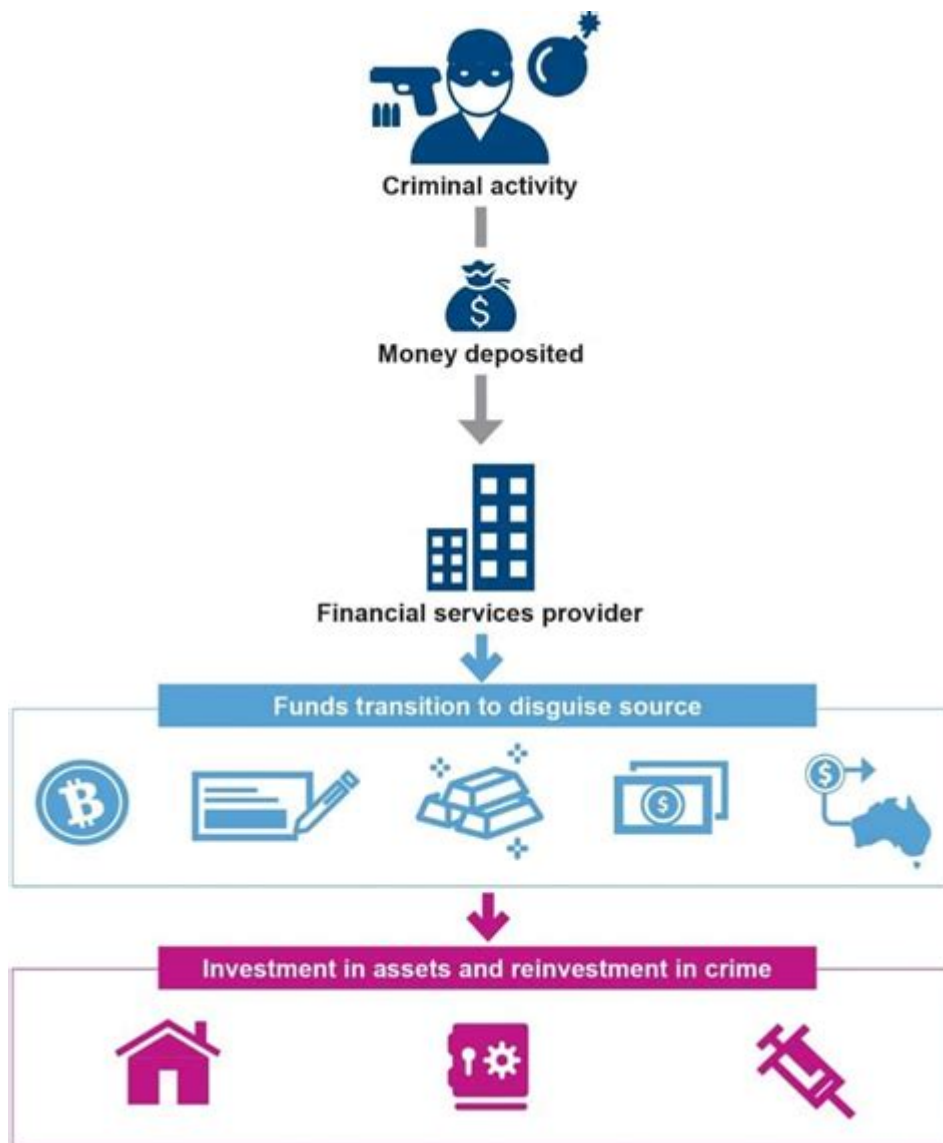 Criminal activity
$
Money deposited
Financial services provider
Funds transition to disguise source
$
$
Investment in assets and reinvestment in crime